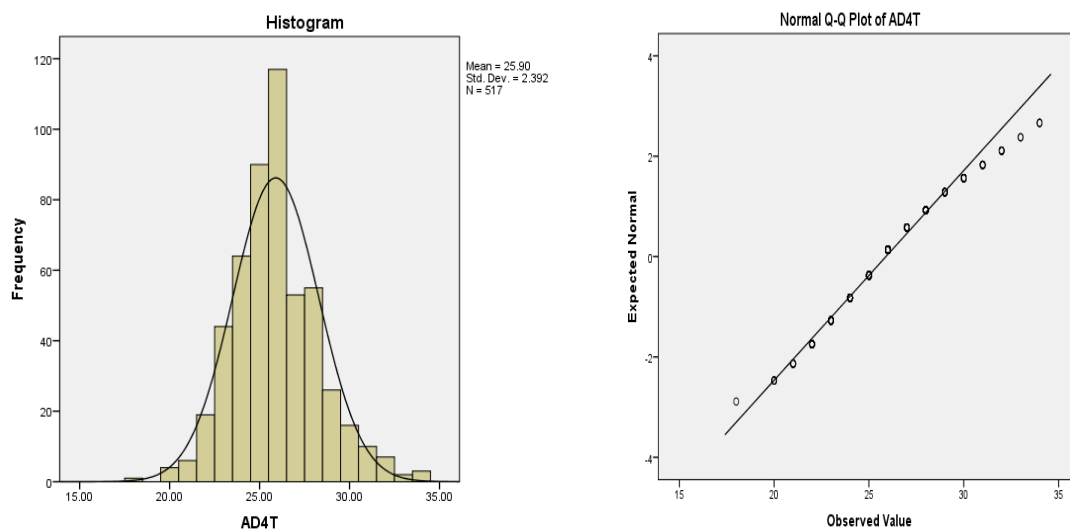 Histogram
Mean = 25.90
Std. Dev. = 2.392
N = 517
120
100
80
60
40
20
0
Frequency
15.00 20.00 25.00 30.00 35.00
AD4T
Normal Q-Q Plot of AD4T
4
2
0
-2
-4
Expected Normal
15 20 25 30 35
Observed Value